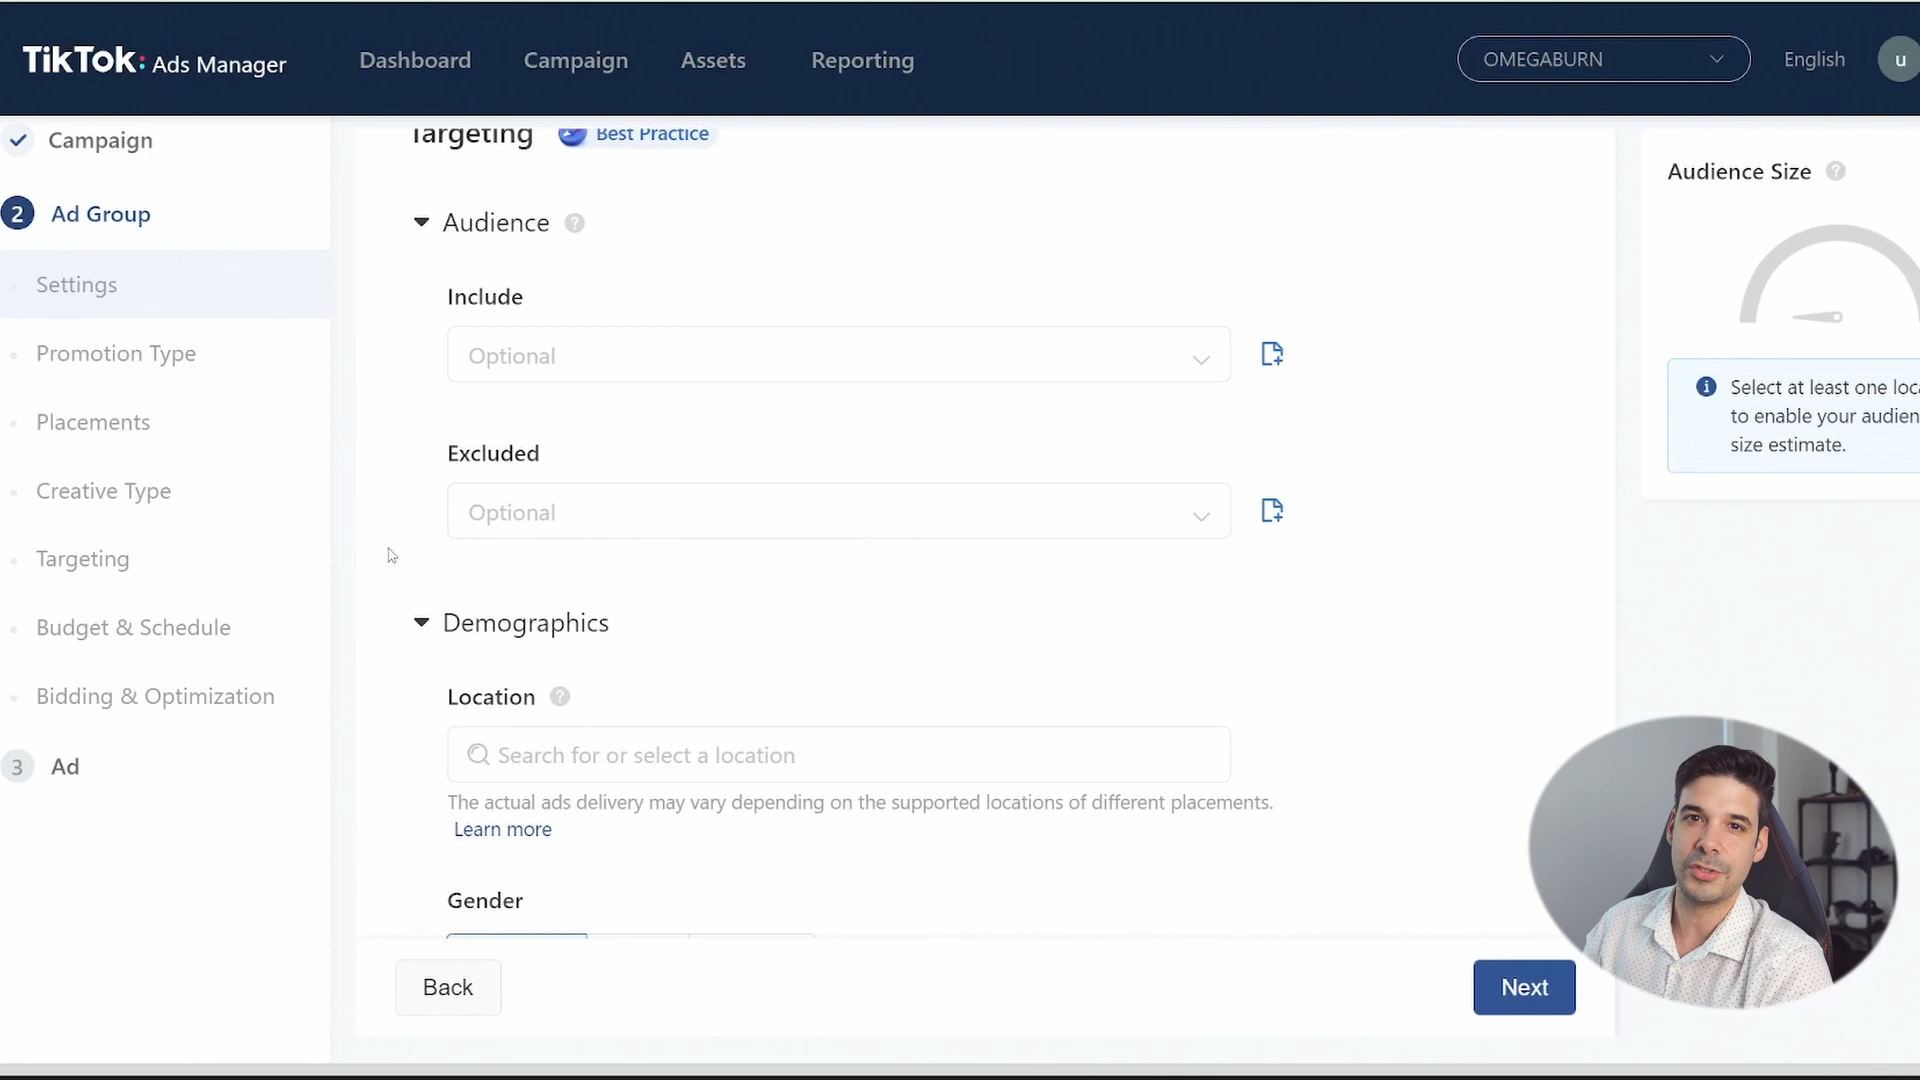 TikTok: Ads Manager
Dashboard
Campaign
Assets
Reporting
OMEGABURN
English
u
Campaign
2 Ad Group
Settings
Promotion Type
Placements
Creative Type
Targeting
Budget & Schedule
Bidding & Optimization
3 Ad
Targeting
Best Practice
Audience ?
Include
Optional
Excluded
Optional
Demographics
Location ?
Search for or select a location
The actual ads delivery may vary depending on the supported locations of different placements.
Learn more
Gender
Back
Next
Audience Size ?
Select at least one loca
to enable your audien
size estimate.